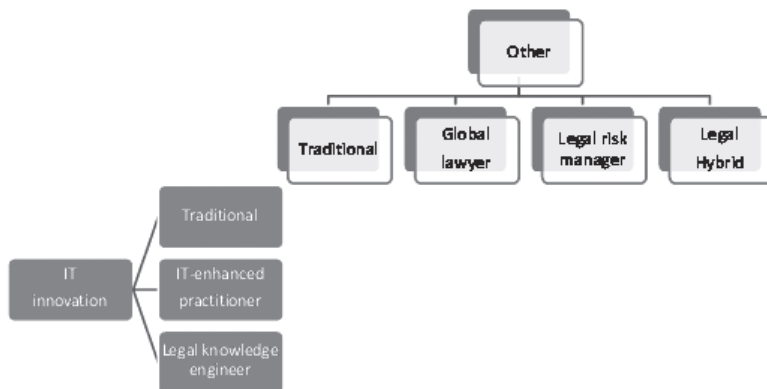 Other
Traditional
Global
lawyer
Legal risk
manager
Legal
Hybrid
Traditional
IT
innovation
IT-enhanced
practitioner
Legal knowledge
engineer